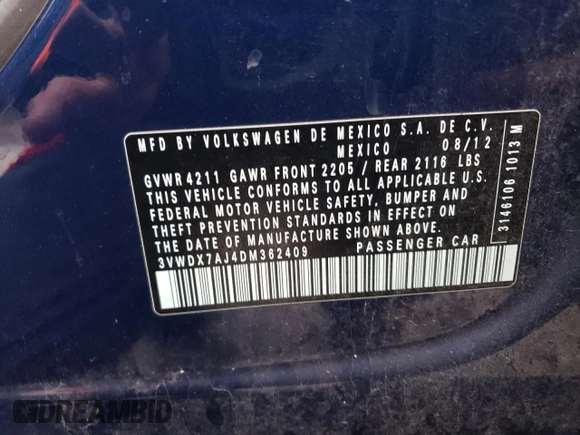 MFD BY VOLKSWAGEN DE MEXICO S.A. DE C.V.
MEXICO 08/12
GVWR 4211 GAWR FRONT 2205 / REAR 2116 LBS
THIS VEHICLE CONFORMS TO ALL APPLICABLE U.S.
FEDERAL MOTOR VEHICLE SAFETY, BUMPER AND
THEFT PREVENTION STANDARDS IN EFFECT ON
THE DATE OF MANUFACTURE SHOWN ABOVE.
3VWDX7AJ4DM362409 PASSENGER CAR
3146106 1013 M
DREAMBID